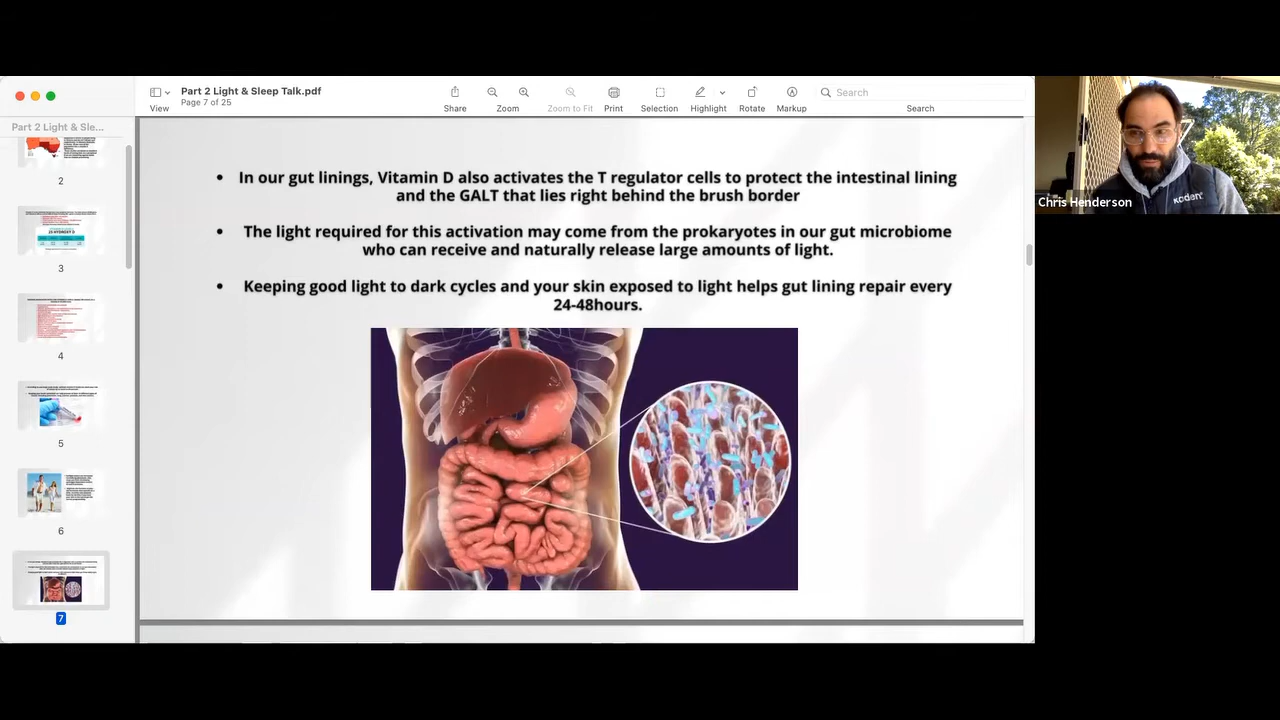 Part 2 Light & Sleep Talk.pdf
Page 7 of 25
View
Share
Zoom
Zoom to Fit
Print
Selection
Highlight
Rotate
Markup
Search
Search
Part 2 Light & Sle...
2
3
4
5
6
7
• In our gut linings, Vitamin D also activates the T regulator cells to protect the intestinal lining
and the GALT that lies right behind the brush border
• The light required for this activation may come from the prokaryotes in our gut microbiome
who can receive and naturally release large amounts of light.
• Keeping good light to dark cycles and your skin exposed to light helps gut lining repair every
24-48hours.
Chris Henderson